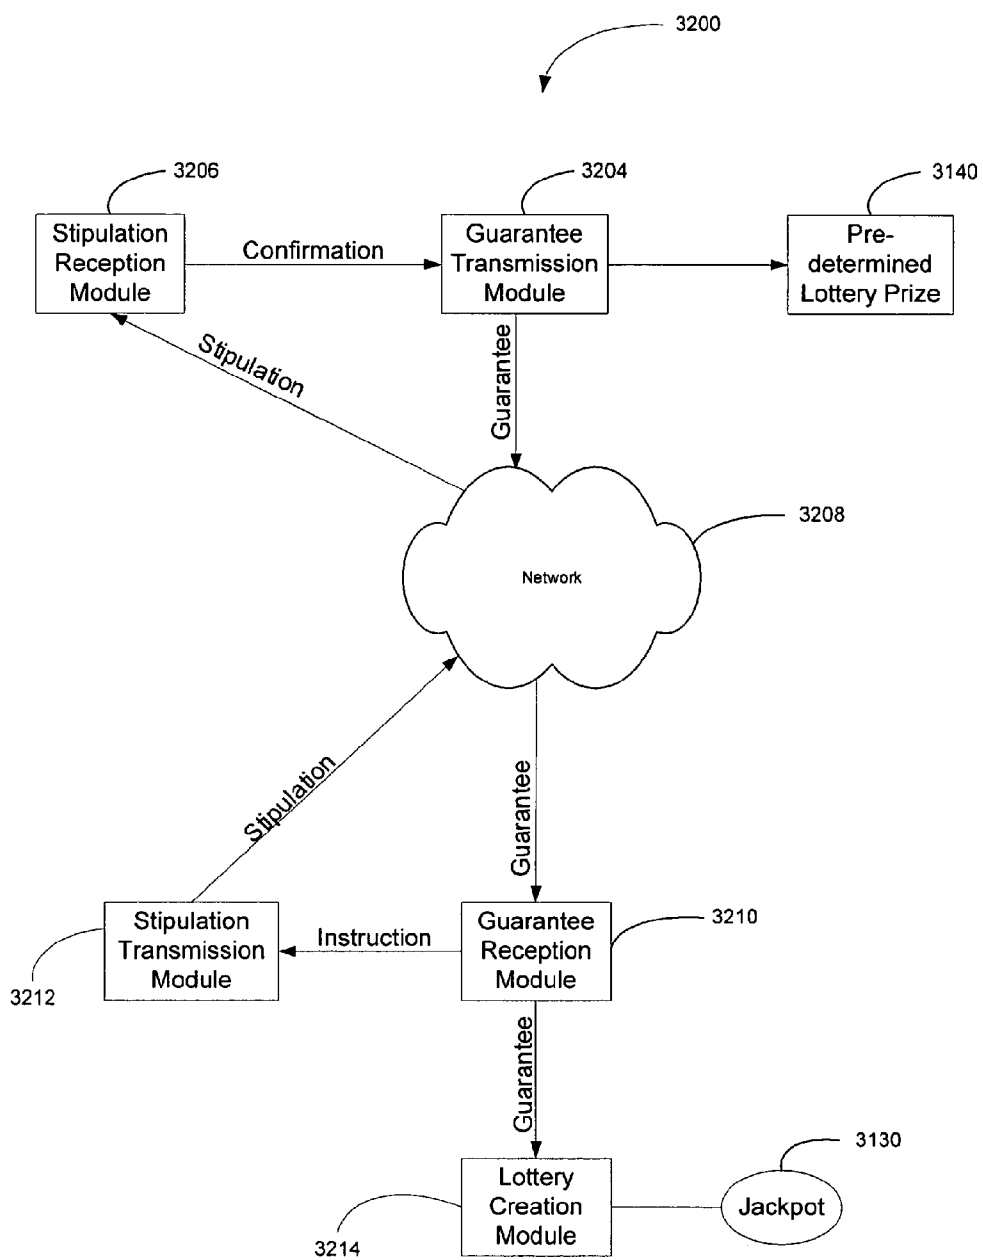 3200
3206
3204
3140
Stipulation
Reception
Module
Confirmation
Guarantee
Transmission
Module
Pre-
determined
Lottery Prize
Stipulation
Guarantee
3208
Network
Stipulation
Guarantee
Stipulation
Transmission
Module
Instruction
Guarantee
Reception
Module
3210
3212
Guarantee
3130
Lottery
Creation
Module
Jackpot
3214